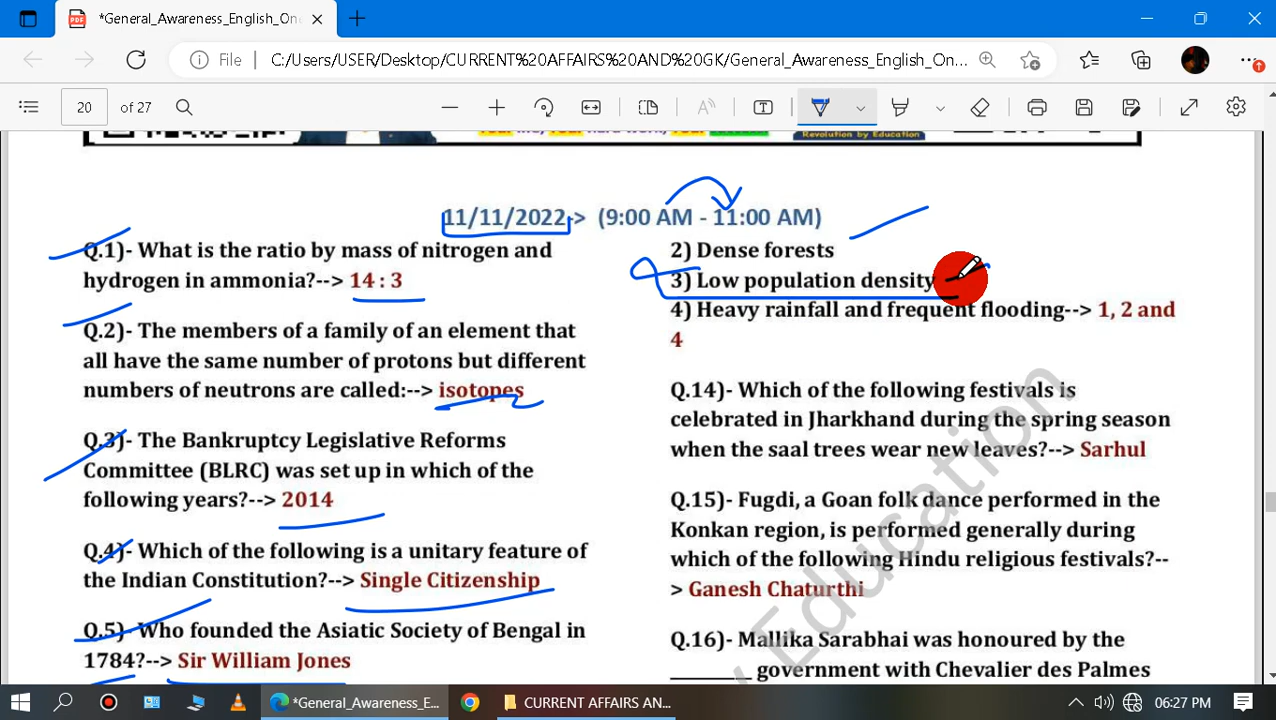 *General_Awareness_English_On
File
C:/Users/USER/Desktop/CURRENT%20AFFAIRS%20AND%20GK/General_Awareness_English_On...
20 of 27
Revolution by Education
11/11/2022 > (9:00 AM - 11:00 AM)
Q.1)- What is the ratio by mass of nitrogen and
hydrogen in ammonia?--> 14 : 3
Q.2)- The members of a family of an element that
all have the same number of protons but different
numbers of neutrons are called:--> isotopes
Q.3)- The Bankruptcy Legislative Reforms
Committee (BLRC) was set up in which of the
following years?--> 2014
Q.4)- Which of the following is a unitary feature of
the Indian Constitution?--> Single Citizenship
Q.5)- Who founded the Asiatic Society of Bengal in
1784?--> Sir William Jones
2) Dense forests
3) Low population density
4) Heavy rainfall and frequent flooding--> 1, 2 and
4
Q.14)- Which of the following festivals is
celebrated in Jharkhand during the spring season
when the saal trees wear new leaves?--> Sarhul
Q.15)- Fugdi, a Goan folk dance performed in the
Konkan region, is performed generally during
which of the following Hindu religious festivals?--
> Ganesh Chaturthi
Q.16)- Mallika Sarabhai was honoured by the
________ government with Chevalier des Palmes
Education
*General_Awareness_E...
CURRENT AFFAIRS AN...
06:27 PM